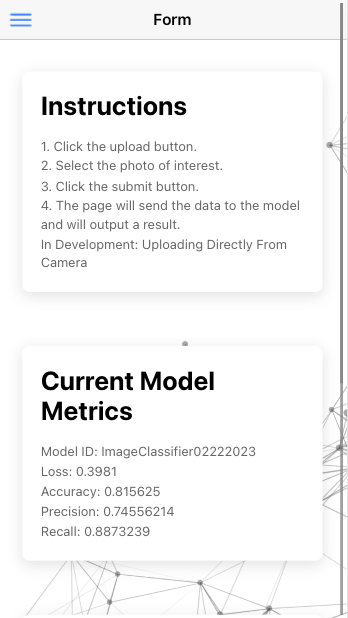 Form
Instructions
1. Click the upload button.
2. Select the photo of interest.
3. Click the submit button.
4. The page will send the data to the model
and will output a result.
In Development: Uploading Directly From
Camera
Current Model
Metrics
Model ID: ImageClassifier02222023
Loss: 0.3981
Accuracy: 0.815625
Precision: 0.74556214
Recall: 0.8873239